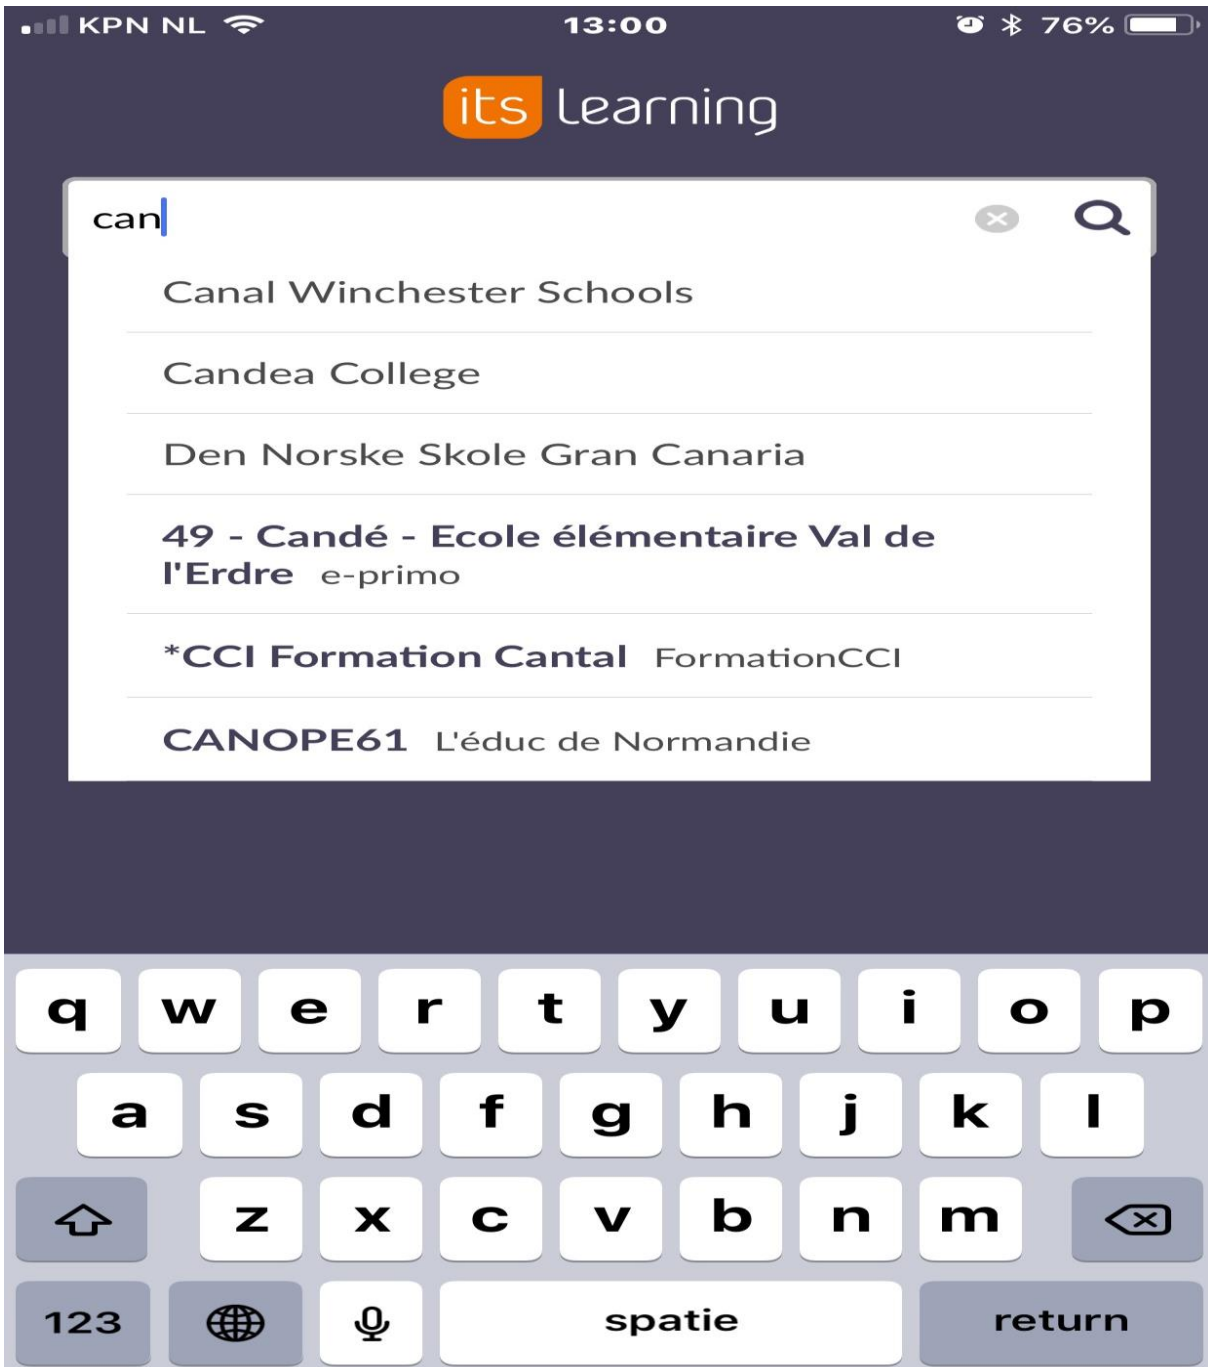 KPN NL 13:00 76%
its learning
can
Canal Winchester Schools
Candea College
Den Norske Skole Gran Canaria
49 - Candé - Ecole élémentaire Val de
l'Erdre e-primo
*CCI Formation Cantal FormationCCI
CANOPE61 L'éduc de Normandie
q w e r t y u i o p
a s d f g h j k l
z x c v b n m
123 spatie return